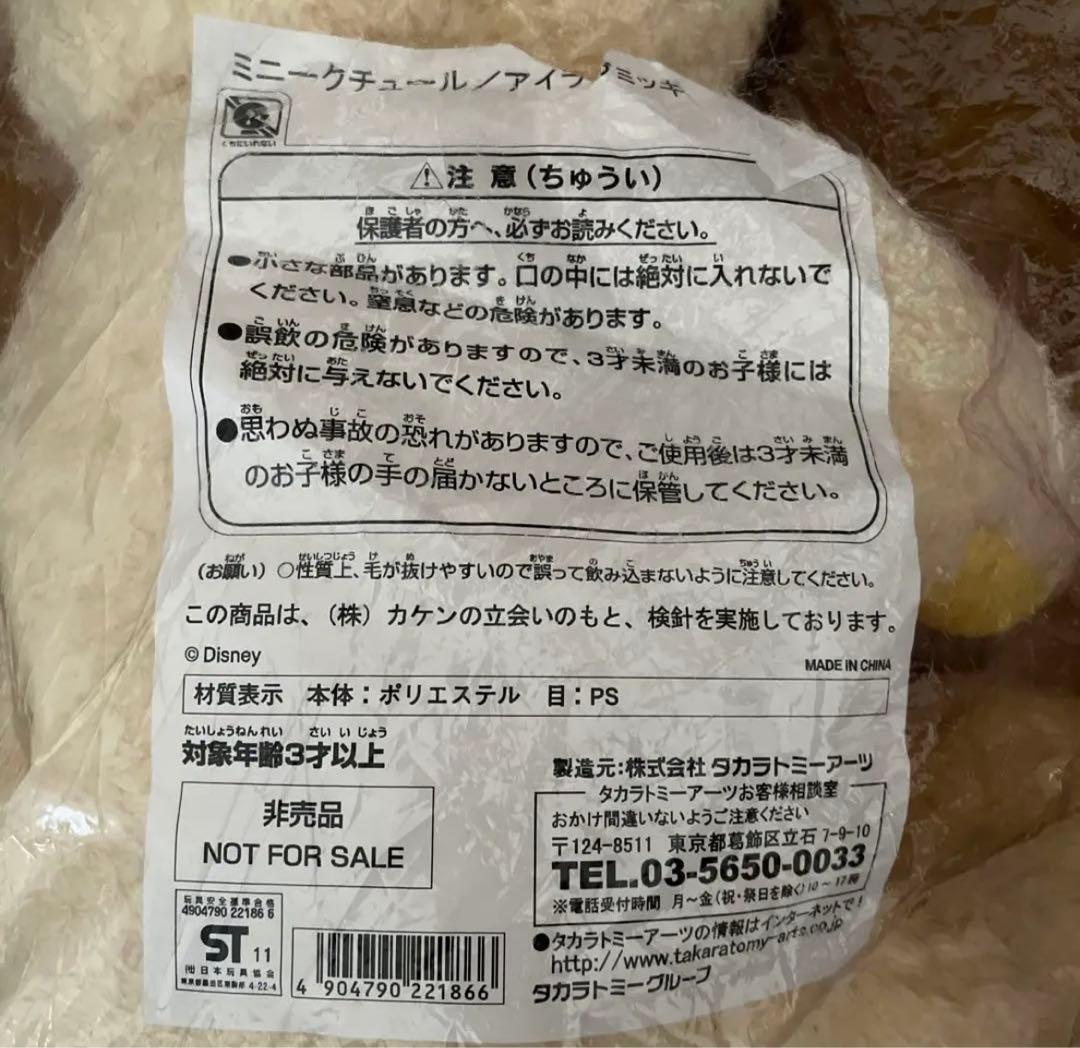 ミニークチュール/アイラブミッキー
くちにいれない
⚠注 意(ちゅうい)
保護者の方へ、必ずお読みください。
●小さな部品があります。口の中には絶対に入れないで
ください。窒息などの危険があります。
●誤飲の危険がありますので、3才未満のお子様には
絶対に与えないでください。
●思わぬ事故の恐れがありますので、ご使用後は3才未満
のお子様の手の届かないところに保管してください。
(お願い) ○性質上、毛が抜けやすいので誤って飲み込まないように注意してください。
この商品は、(株)カケンの立会いのもと、検針を実施しております。
© Disney
MADE IN CHINA
材質表示 本体:ポリエステル 目:PS
対象年齢3才以上
非売品
NOT FOR SALE
製造元:株式会社 タカラトミーアーツ
タカラトミーアーツお客様相談室
おかけ間違いないようご注意ください
〒124-8511 東京都葛飾区立石 7-9-10
TEL.03-5650-0033
※電話受付時間 月~金(祝・祭日を除く)10~17時
●タカラトミーアーツの情報はインターネットで!
http://www.takaratomy-arts.co.jp
タカラトミーグループ
玩具安全基準合格
4904790 22186 6
ST 11
(社)日本玩具協会
東京都墨田区東駒形 4-22-4
4 904790 221866